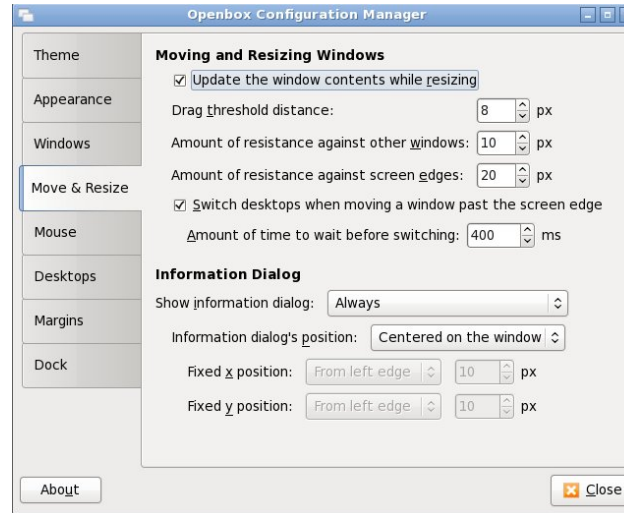 Openbox Configuration Manager
Theme
Appearance
Windows
Move & Resize
Mouse
Desktops
Margins
Dock
Moving and Resizing Windows
Update the window contents while resizing
Drag threshold distance: 8 px
Amount of resistance against other windows: 10 px
Amount of resistance against screen edges: 20 px
Switch desktops when moving a window past the screen edge
Amount of time to wait before switching: 400 ms
Information Dialog
Show information dialog: Always
Information dialog's position: Centered on the window
Fixed x position: From left edge 10 px
Fixed y position: From left edge 10 px
About
Close